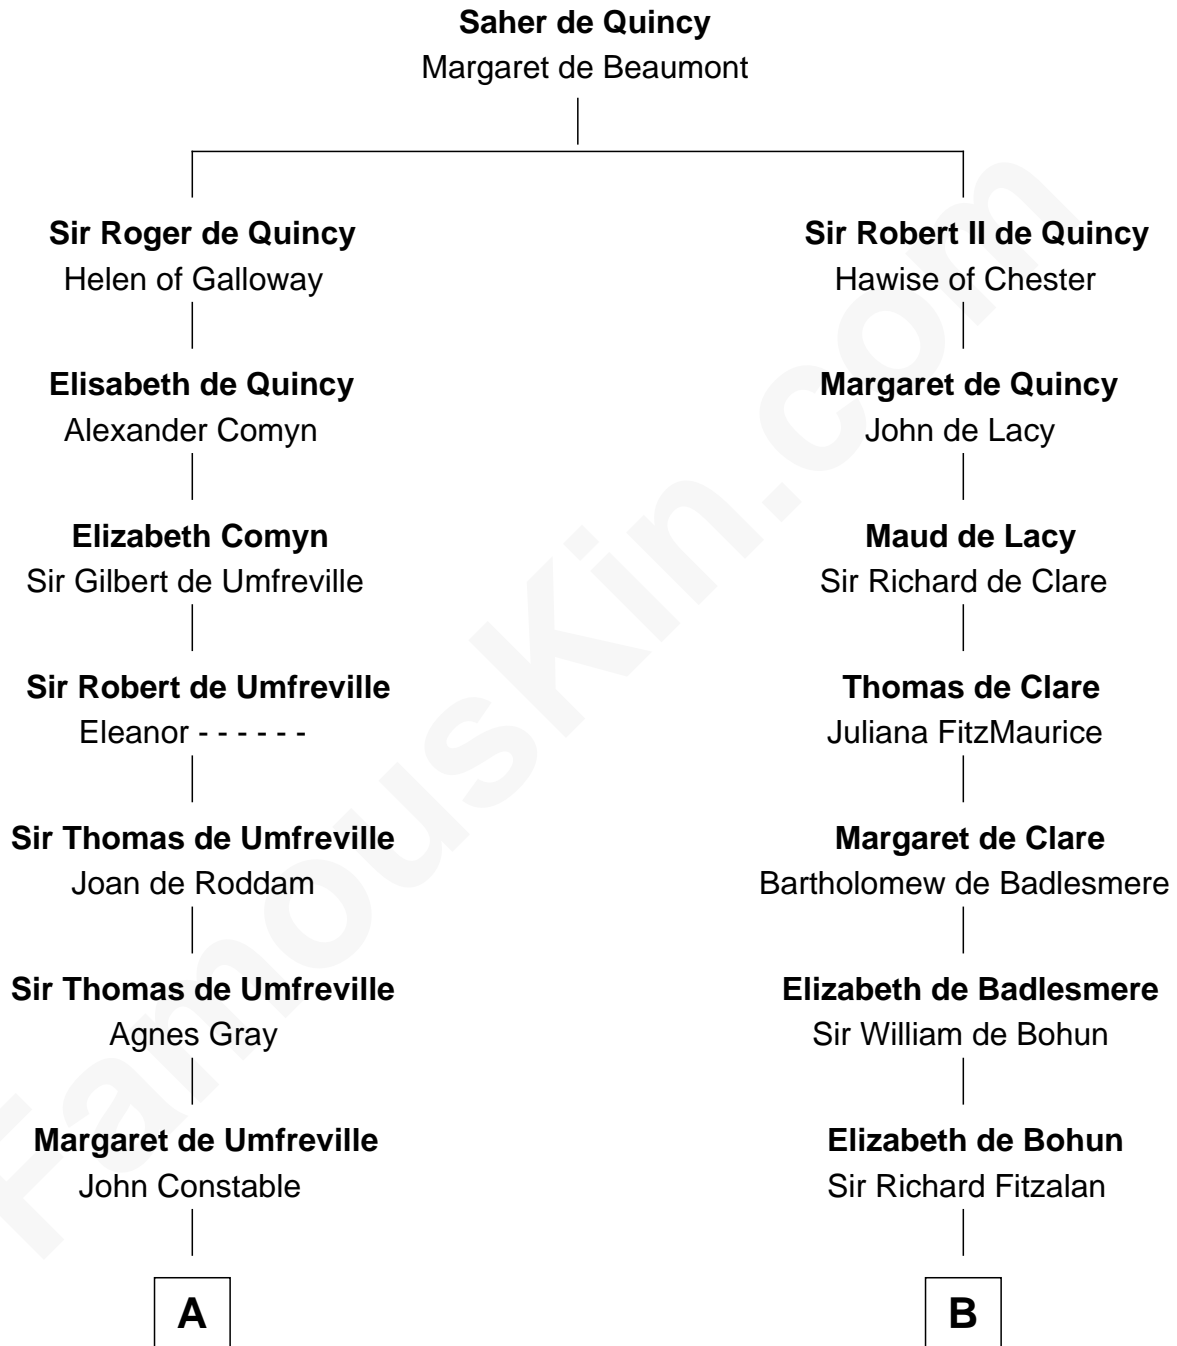 Saher de Quincy
Margaret de Beaumont
Sir Roger de Quincy
Helen of Galloway
Sir Robert II de Quincy
Hawise of Chester
Elisabeth de Quincy
Alexander Comyn
Margaret de Quincy
John de Lacy
Elizabeth Comyn
Sir Gilbert de Umfreville
Maud de Lacy
Sir Richard de Clare
Sir Robert de Umfreville
Eleanor - - - - - -
Thomas de Clare
Juliana FitzMaurice
Sir Thomas de Umfreville
Joan de Roddam
Margaret de Clare
Bartholomew de Badlesmere
Sir Thomas de Umfreville
Agnes Gray
Elizabeth de Badlesmere
Sir William de Bohun
Margaret de Umfreville
John Constable
Elizabeth de Bohun
Sir Richard Fitzalan
A
B
FamousKin.com